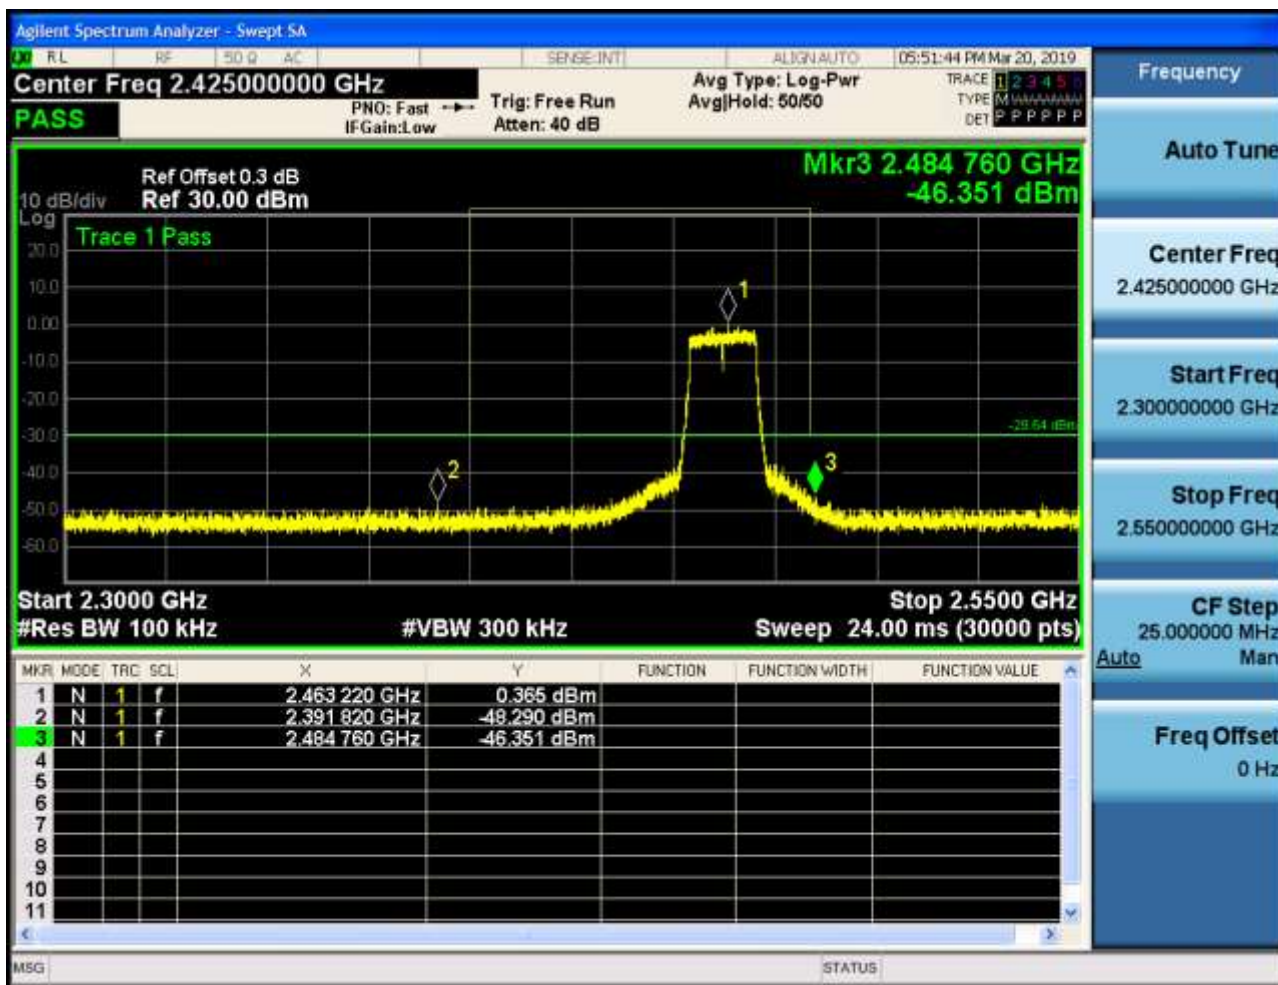 Agilent Spectrum Analyzer - Swept SA
RL RF 50 Ω AC SENSE:INT ALIGN AUTO 05:51:44 PM Mar 20, 2019
Center Freq 2.425000000 GHz
PASS
PNO: Fast
IFGain:Low
Trig: Free Run
Atten: 40 dB
Avg Type: Log-Pwr
Avg|Hold: 50/50
TRACE 1 2 3 4 5 6
TYPE M WWWWW
DET P P P P P P
Mkr3 2.484 760 GHz
-46.351 dBm
Ref Offset 0.3 dB
10 dB/div Ref 30.00 dBm
Log
Trace 1 Pass
20.0
10.0
0.00
-10.0
-20.0
-30.0
-40.0
-50.0
-60.0
1
2
3
-29.64 dBm
Start 2.3000 GHz Stop 2.5500 GHz
#Res BW 100 kHz #VBW 300 kHz Sweep 24.00 ms (30000 pts)
MKR MODE TRC SCL X Y FUNCTION FUNCTION WIDTH FUNCTION VALUE
1 N 1 f 2.463 220 GHz 0.365 dBm
2 N 1 f 2.391 820 GHz -48.290 dBm
3 N 1 f 2.484 760 GHz -46.351 dBm
4
5
6
7
8
9
10
11
MSG STATUS
Frequency
Auto Tune
Center Freq
2.425000000 GHz
Start Freq
2.300000000 GHz
Stop Freq
2.550000000 GHz
CF Step
25.000000 MHz
Auto Man
Freq Offset
0 Hz